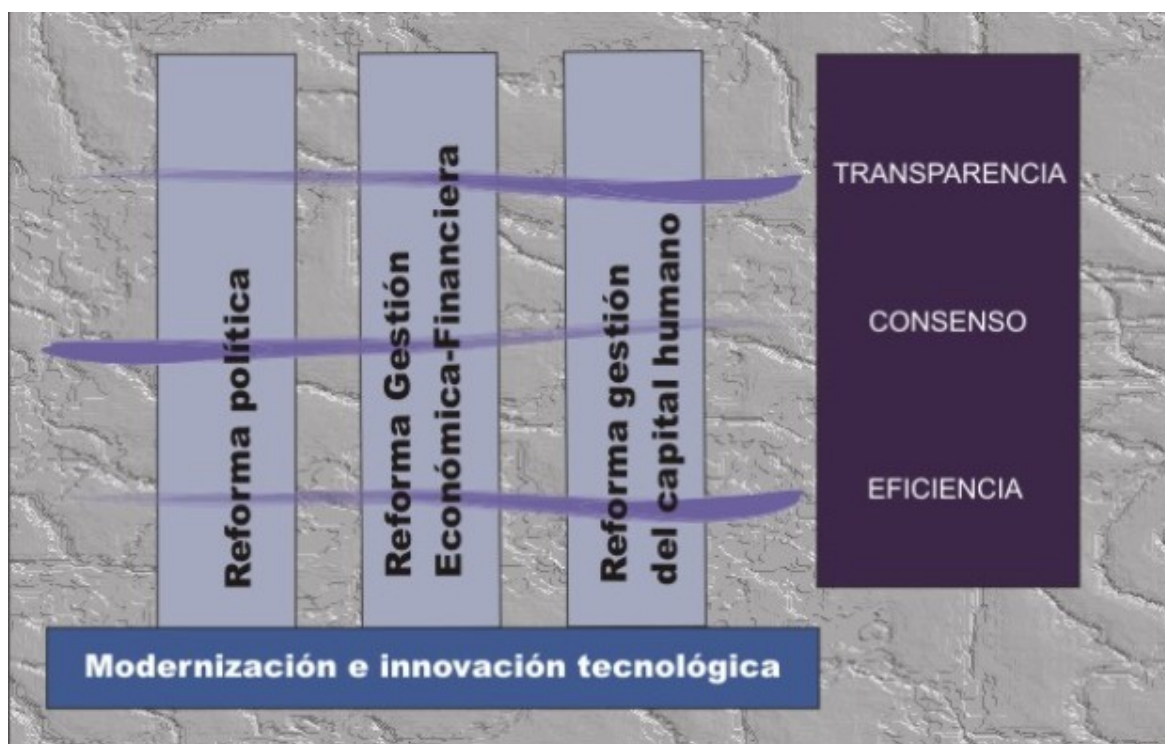 Reforma política
Reforma Gestión
Económica-Financiera
Reforma gestión
del capital humano
TRANSPARENCIA
CONSENSO
EFICIENCIA
Modernización e innovación tecnológica